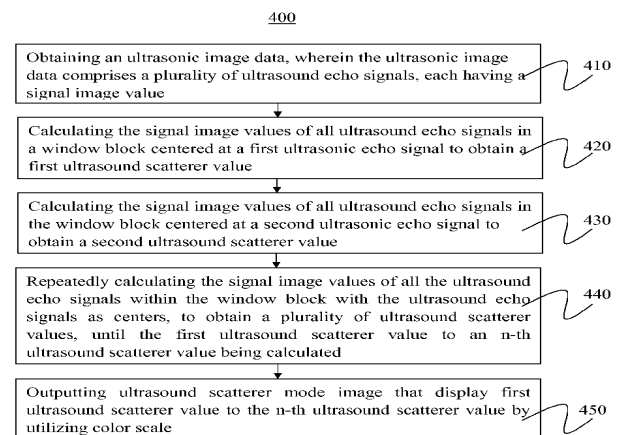 400
Obtaining an ultrasonic image data, wherein the ultrasonic image
data comprises a plurality of ultrasound echo signals, each having a
signal image value
410
Calculating the signal image values of all ultrasound echo signals in
a window block centered at a first ultrasonic echo signal to obtain a
first ultrasound scatterer value
420
Calculating the signal image values of all ultrasound echo signals in
the window block centered at a second ultrasonic echo signal to
obtain a second ultrasound scatterer value
430
Repeatedly calculating the signal image values of all the ultrasound
echo signals within the window block with the ultrasound echo
signals as centers, to obtain a plurality of ultrasound scatterer
values, until the first ultrasound scatterer value to an n-th
ultrasound scatterer value being calculated
440
Outputting ultrasound scatterer mode image that display first
ultrasound scatterer value to the n-th ultrasound scatterer value by
utilizing color scale
450